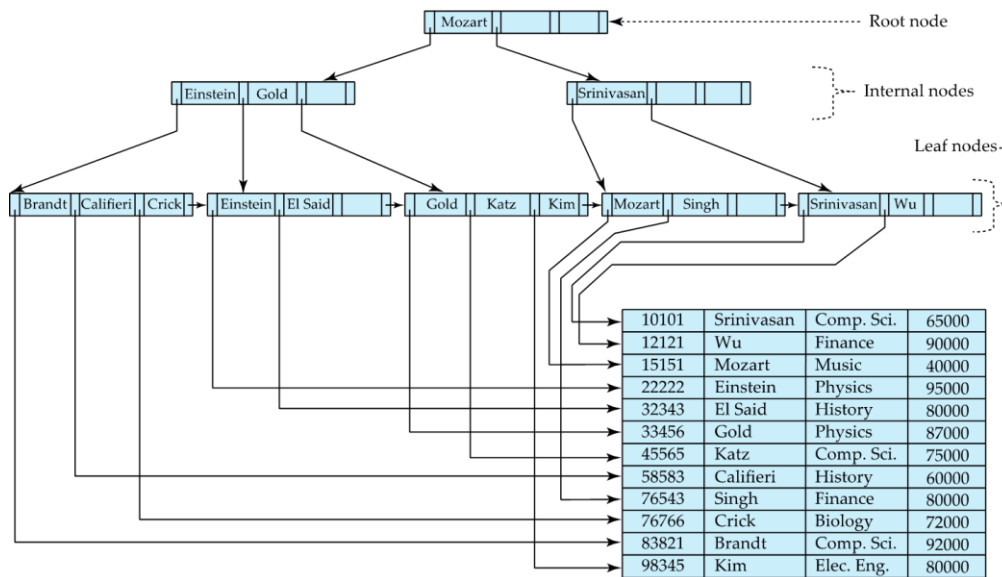 Mozart
Root node
Einstein Gold
Srinivasan
Internal nodes
Leaf nodes
Brandt Califieri Crick Einstein El Said Gold Katz Kim Mozart Singh Srinivasan Wu
10101 Srinivasan Comp. Sci. 65000
12121 Wu Finance 90000
15151 Mozart Music 40000
22222 Einstein Physics 95000
32343 El Said History 80000
33456 Gold Physics 87000
45565 Katz Comp. Sci. 75000
58583 Califieri History 60000
76543 Singh Finance 80000
76766 Crick Biology 72000
83821 Brandt Comp. Sci. 92000
98345 Kim Elec. Eng. 80000